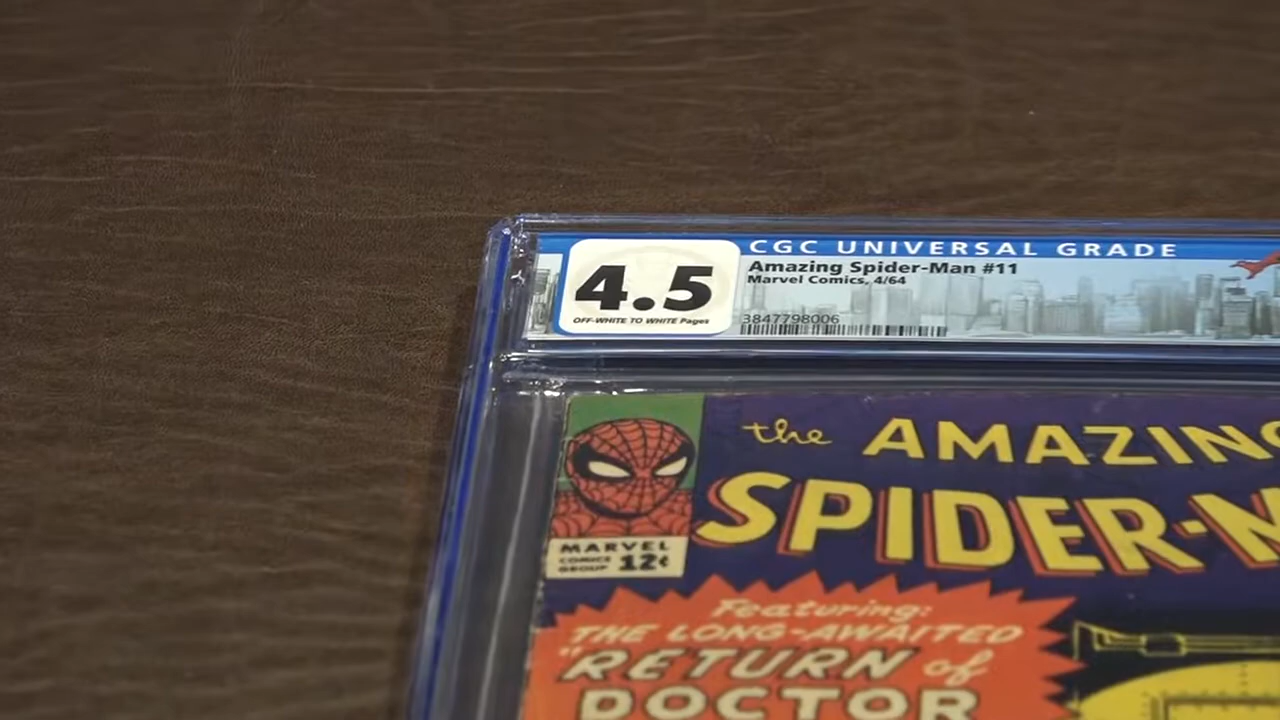 CGC UNIVERSAL GRADE
4.5
OFF-WHITE TO WHITE Pages
Amazing Spider-Man #11
Marvel Comics, 4/64
3847798006
the AMAZING
SPIDER-M
MARVEL
COMICS
GROUP
12¢
Featuring:
THE LONG-AWAITED
"RETURN of
DOCTOR